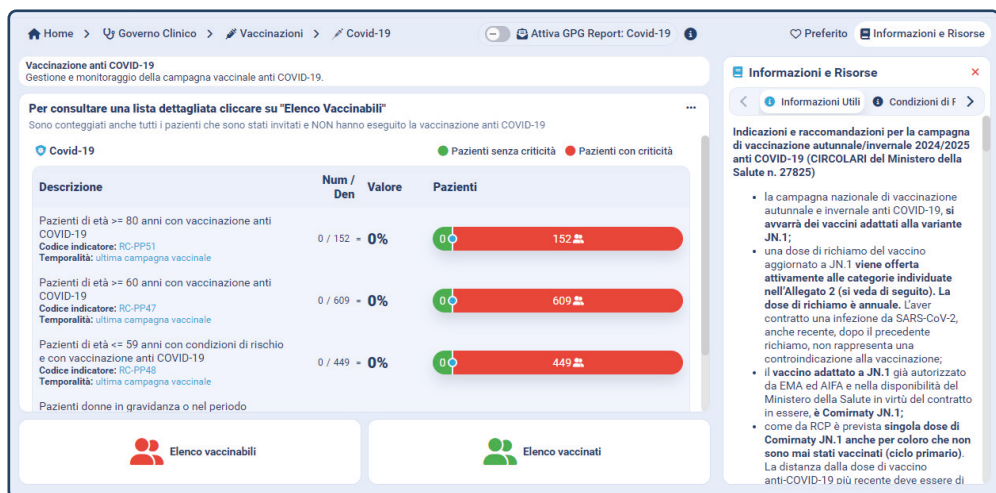 Home > Governo Clinico > Vaccinazioni > Covid-19
Attiva GPG Report: Covid-19
Preferito
Informazioni e Risorse
Vaccinazione anti COVID-19
Gestione e monitoraggio della campagna vaccinale anti COVID-19.
Per consultare una lista dettagliata cliccare su "Elenco Vaccinabili"
Sono conteggiati anche tutti i pazienti che sono stati invitati e NON hanno eseguito la vaccinazione anti COVID-19
Covid-19
Pazienti senza criticità Pazienti con criticità
Descrizione Num / Den Valore Pazienti
Pazienti di età >= 80 anni con vaccinazione anti
COVID-19
Codice indicatore: RC-PP51
Temporalità: ultima campagna vaccinale
0 / 152 = 0% 0 152
Pazienti di età >= 60 anni con vaccinazione anti
COVID-19
Codice indicatore: RC-PP47
Temporalità: ultima campagna vaccinale
0 / 609 = 0% 0 609
Pazienti di età <= 59 anni con condizioni di rischio
e con vaccinazione anti COVID-19
Codice indicatore: RC-PP48
Temporalità: ultima campagna vaccinale
0 / 449 = 0% 0 449
Pazienti donne in gravidanza o nel periodo
Elenco vaccinabili
Elenco vaccinati
Informazioni e Risorse
Informazioni Utili
Condizioni di
Indicazioni e raccomandazioni per la campagna
di vaccinazione autunnale/invernale 2024/2025
anti COVID-19 (CIRCOLARI del Ministero della
Salute n. 27825)
• la campagna nazionale di vaccinazione
autunnale e invernale anti COVID-19, si
avvarrà dei vaccini adattati alla variante
JN.1;
• una dose di richiamo del vaccino
aggiornato a JN.1 viene offerta
attivamente alle categorie individuate
nell'Allegato 2 (si veda di seguito). La
dose di richiamo è annuale. L'aver
contratto una infezione da SARS-CoV-2,
anche recente, dopo il precedente
richiamo, non rappresenta una
controindicazione alla vaccinazione;
• il vaccino adattato a JN.1 già autorizzato
da EMA ed AIFA e nella disponibilità del
Ministero della Salute in virtù del contratto
in essere, è Comirnaty JN.1;
• come da RCP è prevista singola dose di
Comirnaty JN.1 anche per coloro che non
sono mai stati vaccinati (ciclo primario).
La distanza dalla dose di vaccino
anti-COVID-19 più recente deve essere di